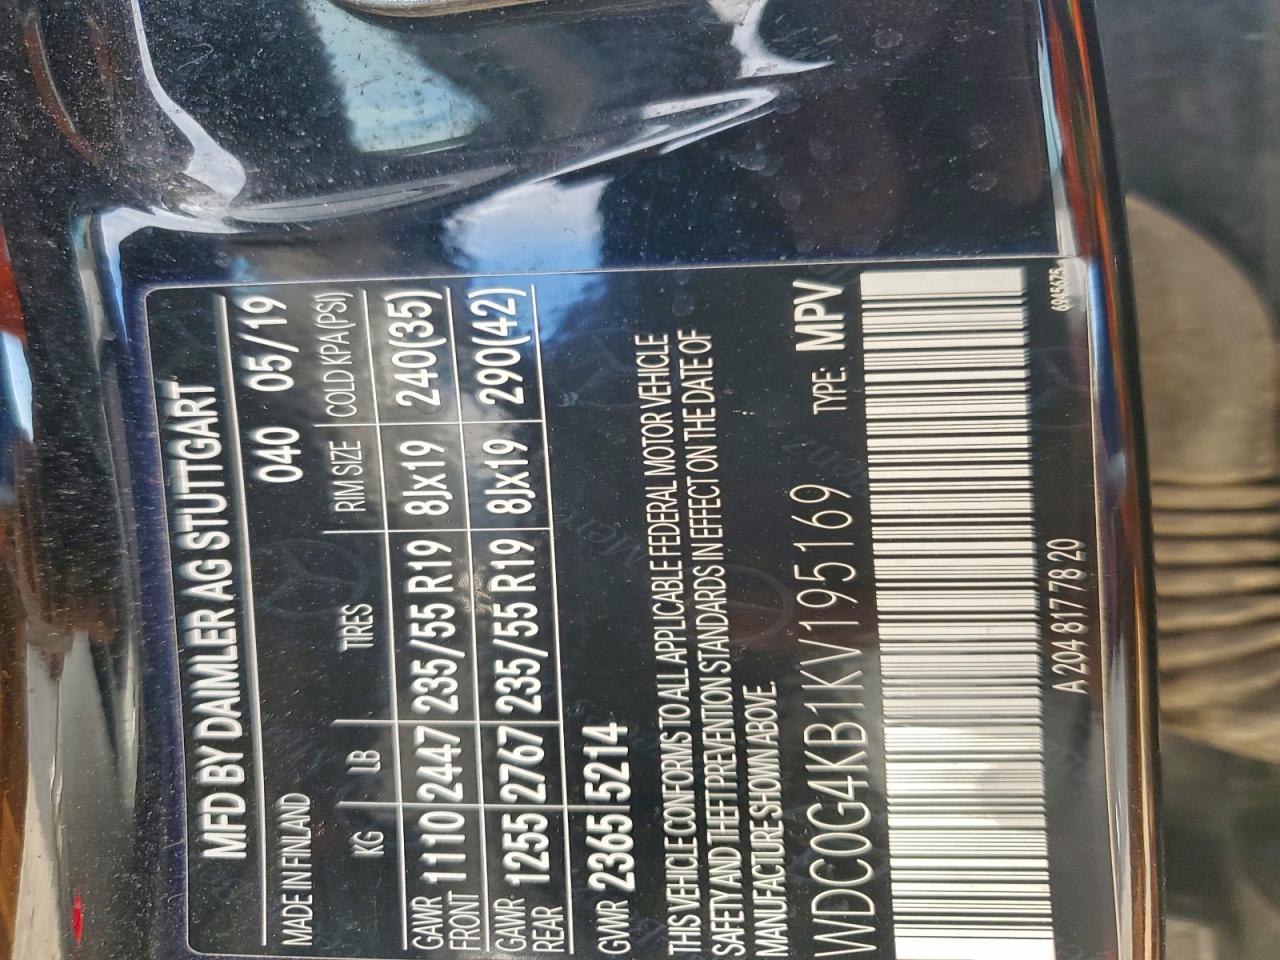 MFD BY DAIMLER AG STUTTGART
MADE IN FINLAND 040 05/19
KG LB TIRES RIM SIZE COLD KPA(PSI)
GAWR FRONT 1110 2447 235/55 R19 8Jx19 240(35)
GAWR REAR 1255 2767 235/55 R19 8Jx19 290(42)
GWR 2365 5214
THIS VEHICLE CONFORMS TO ALL APPLICABLE FEDERAL MOTOR VEHICLE
SAFETY AND THEFT PREVENTION STANDARDS IN EFFECT ON THE DATE OF
MANUFACTURE SHOWN ABOVE.
WDC0G4KB1KV195169 TYPE: MPV
A 204 817 78 20
6945675